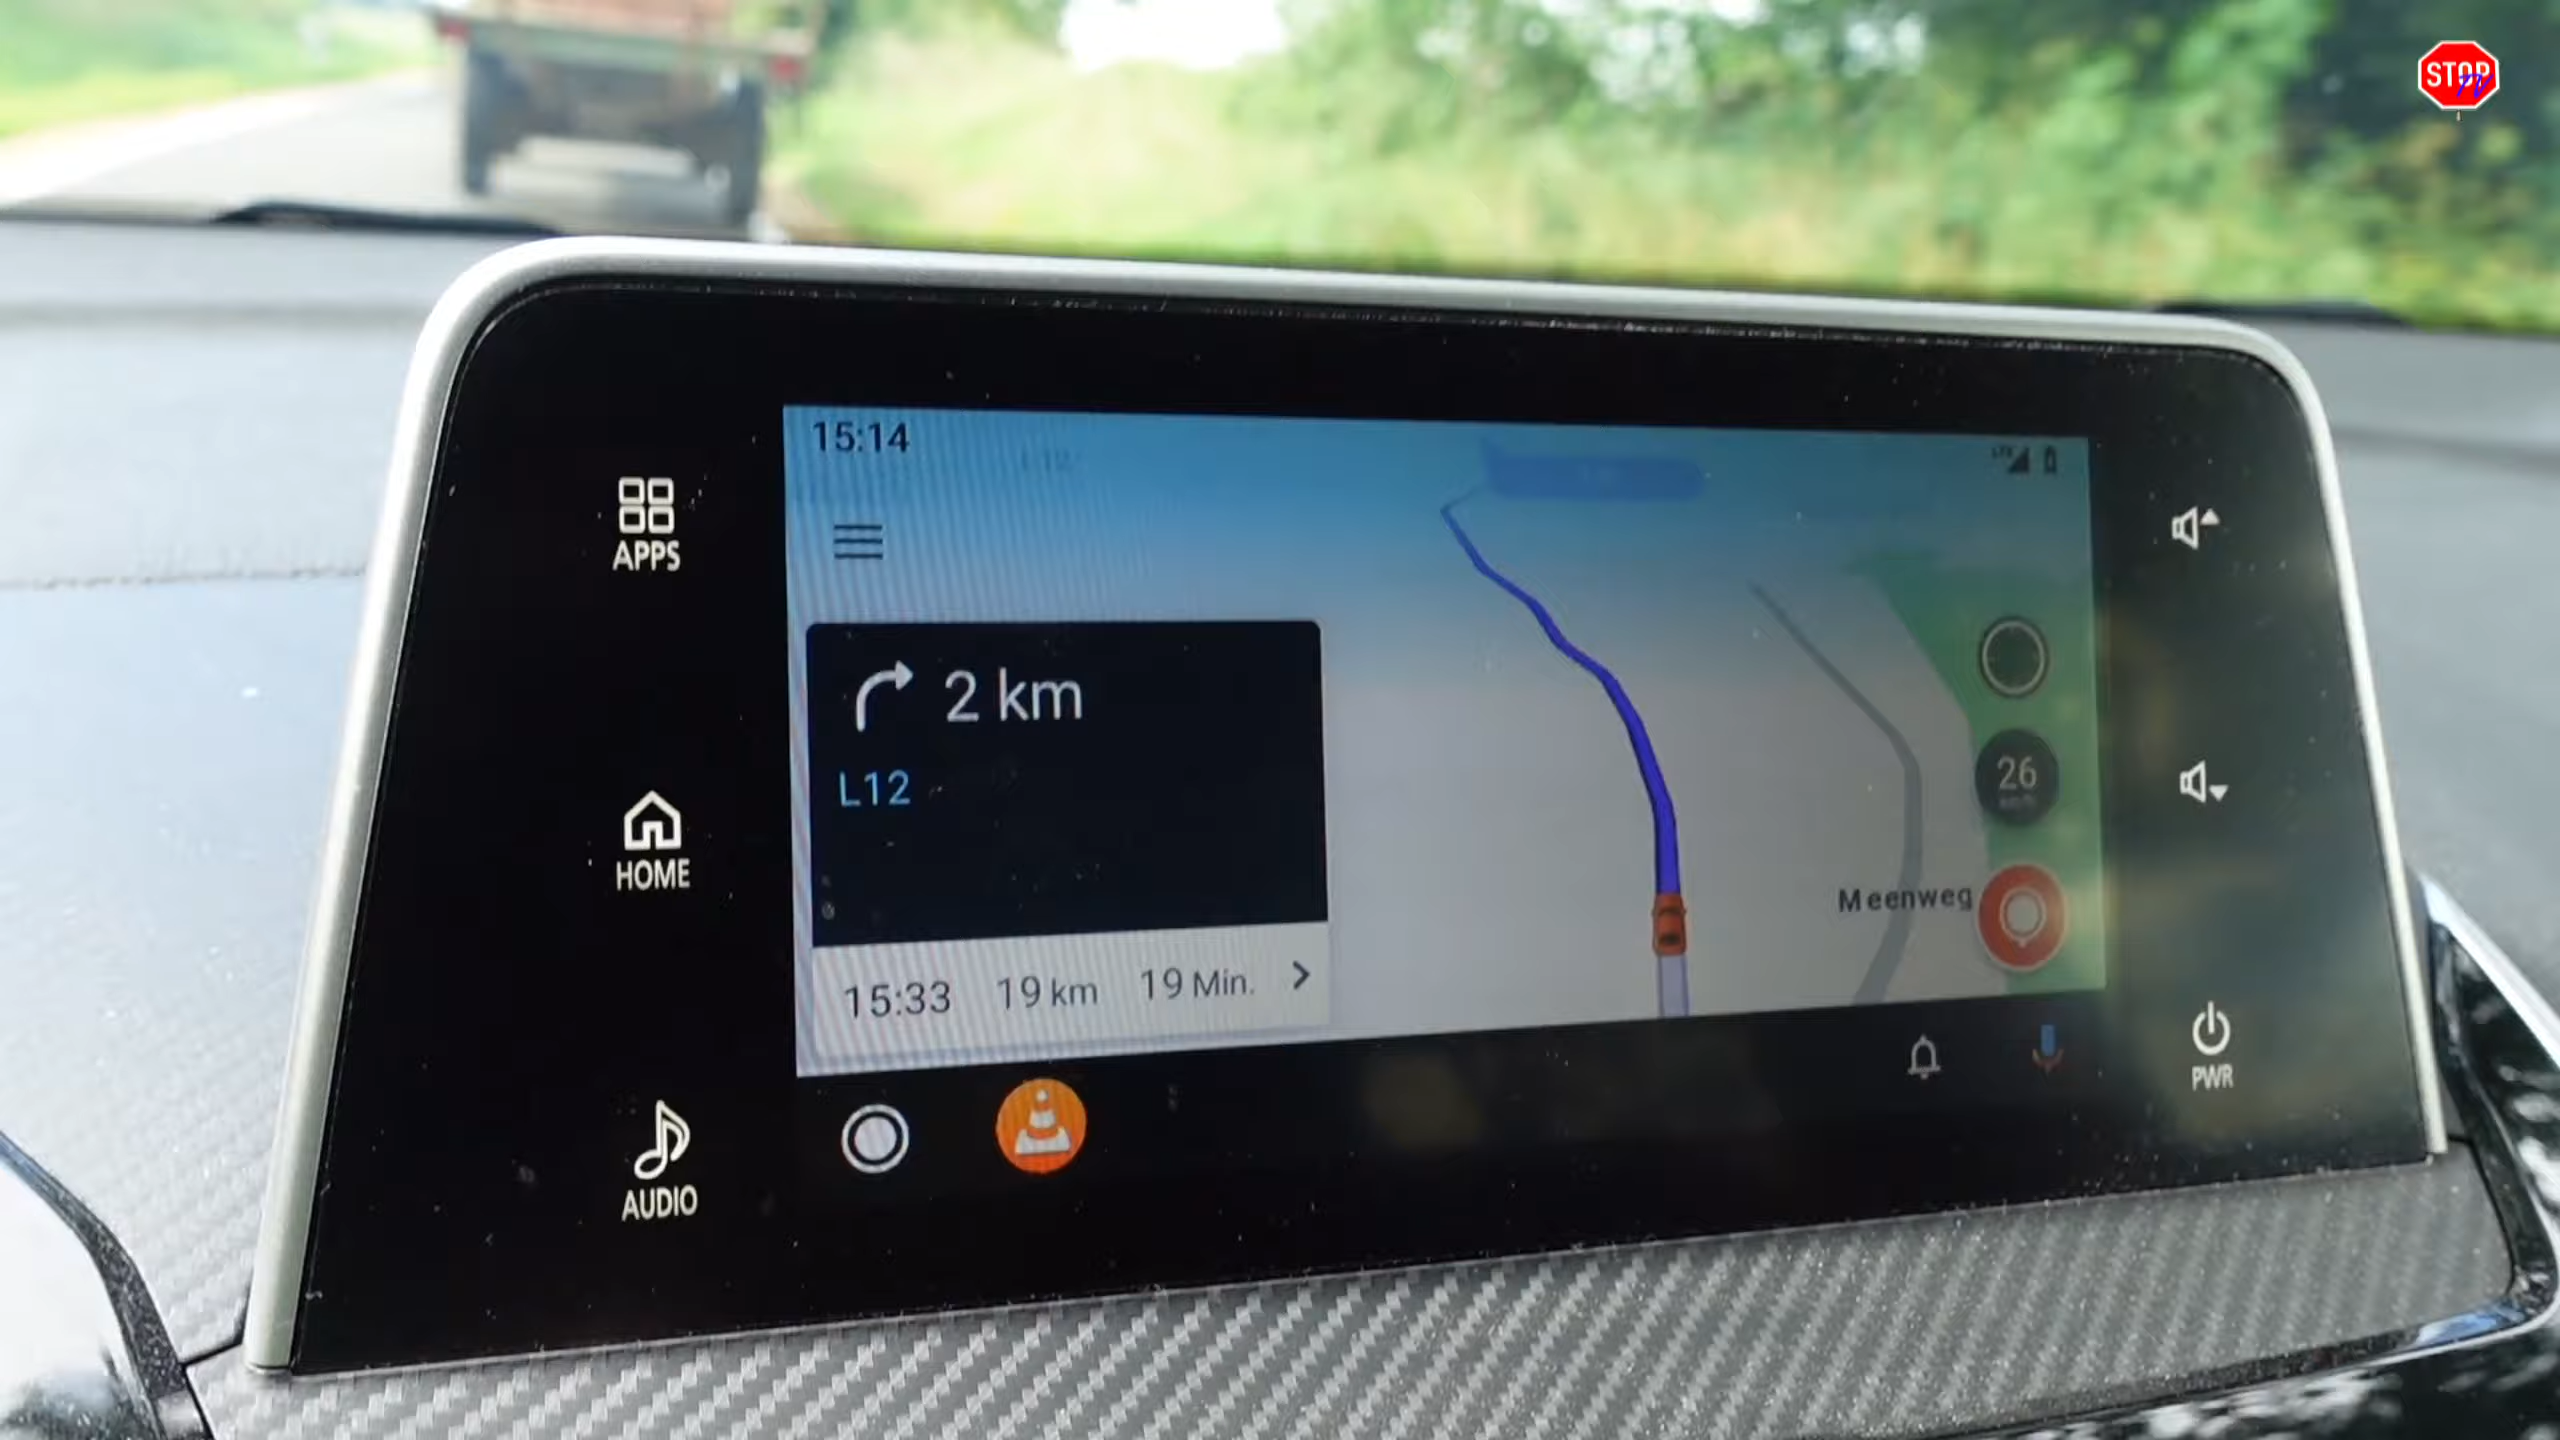 STOP
15:14
APPS
2 km
L12
26
HOME
Meenweg
15:33 19 km 19 Min.
PWR
AUDIO